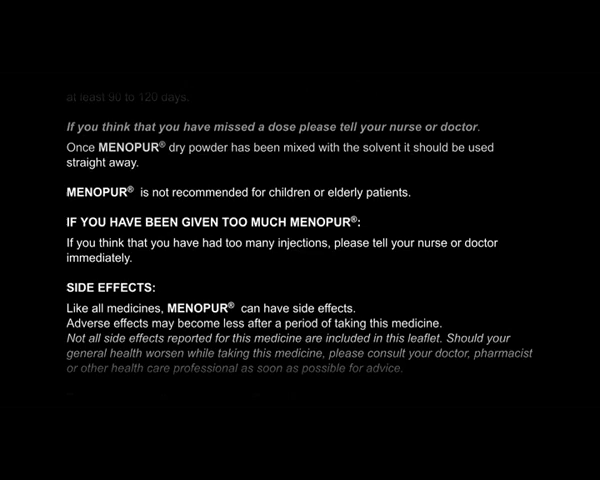 at least 90 to 120 days.
If you think that you have missed a dose please tell your nurse or doctor.
Once MENOPUR® dry powder has been mixed with the solvent it should be used
straight away.
MENOPUR® is not recommended for children or elderly patients.
IF YOU HAVE BEEN GIVEN TOO MUCH MENOPUR®:
If you think that you have had too many injections, please tell your nurse or doctor
immediately.
SIDE EFFECTS:
Like all medicines, MENOPUR® can have side effects.
Adverse effects may become less after a period of taking this medicine.
Not all side effects reported for this medicine are included in this leaflet. Should your
general health worsen while taking this medicine, please consult your doctor, pharmacist
or other health care professional as soon as possible for advice.